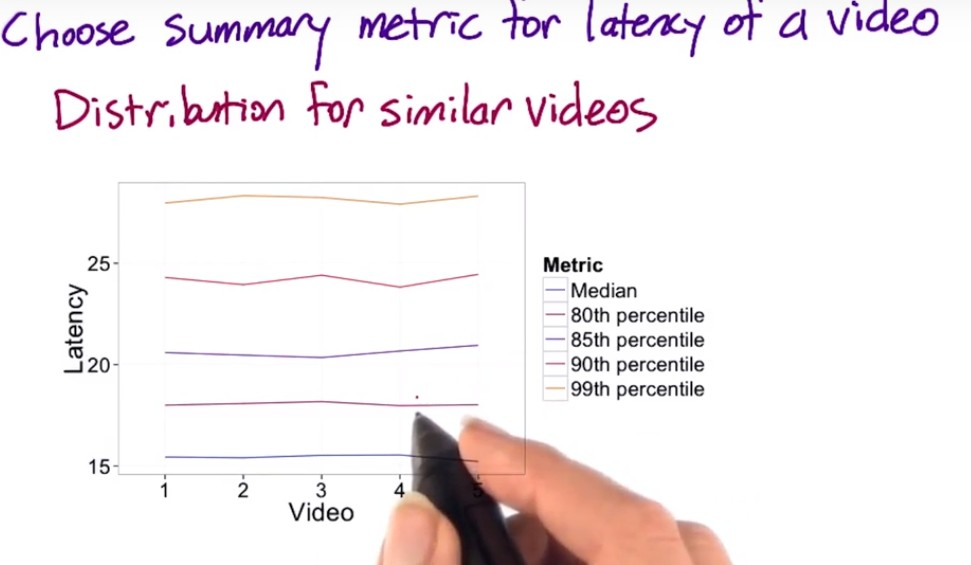 Choose summary metric for latency of a video
Distribution for similar videos
25
20
15
Latency
1 2 3 4 5
Video
Metric
Median
80th percentile
85th percentile
90th percentile
99th percentile